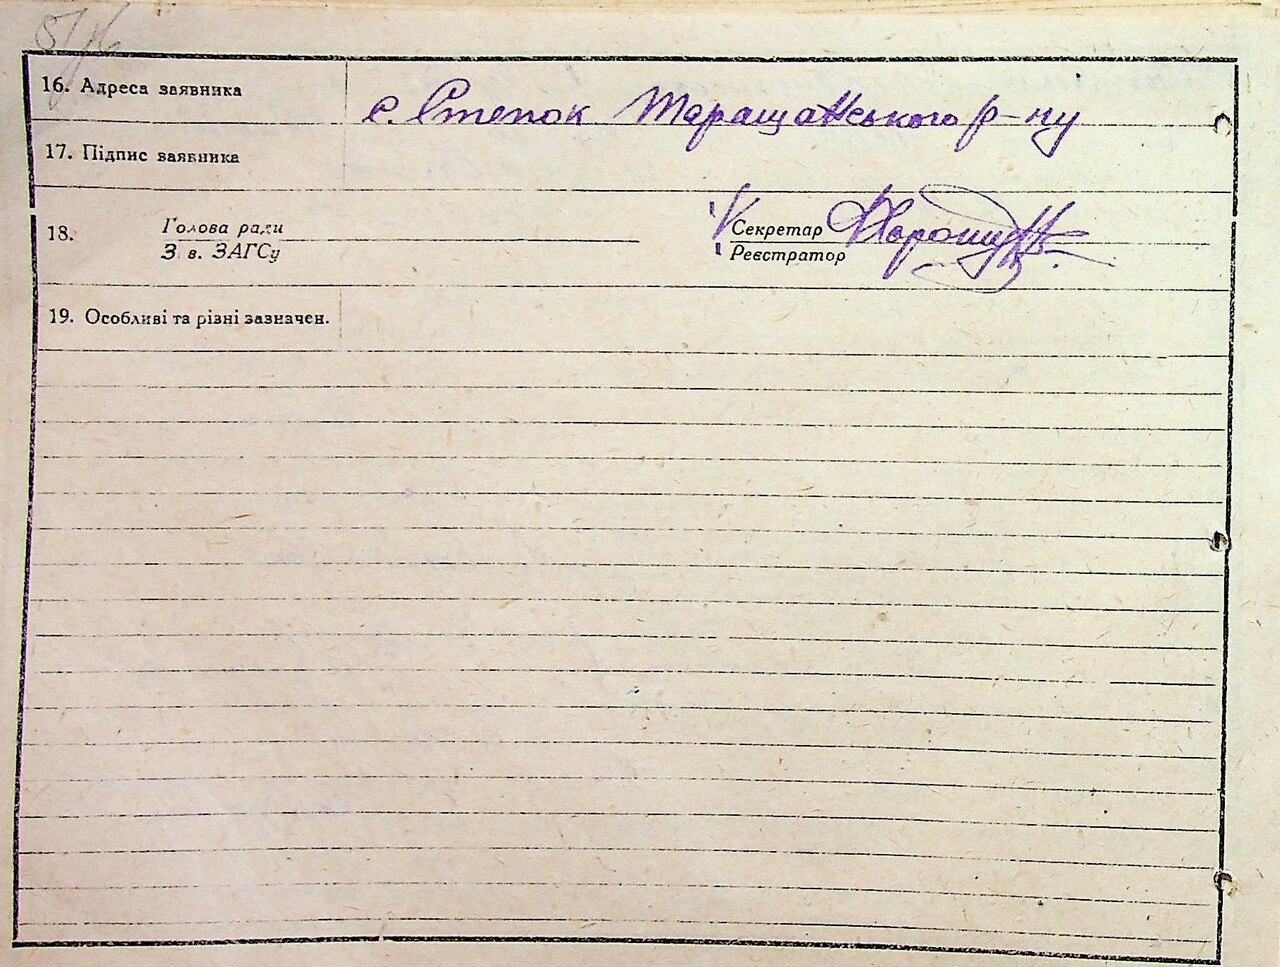 16. Адреса заявника с. Степок Таращанського р-ну
17. Підпис заявника
18. Голова ради Секретар
З в. ЗАГСу Реєстратор
19. Особливі та різні зазначен.